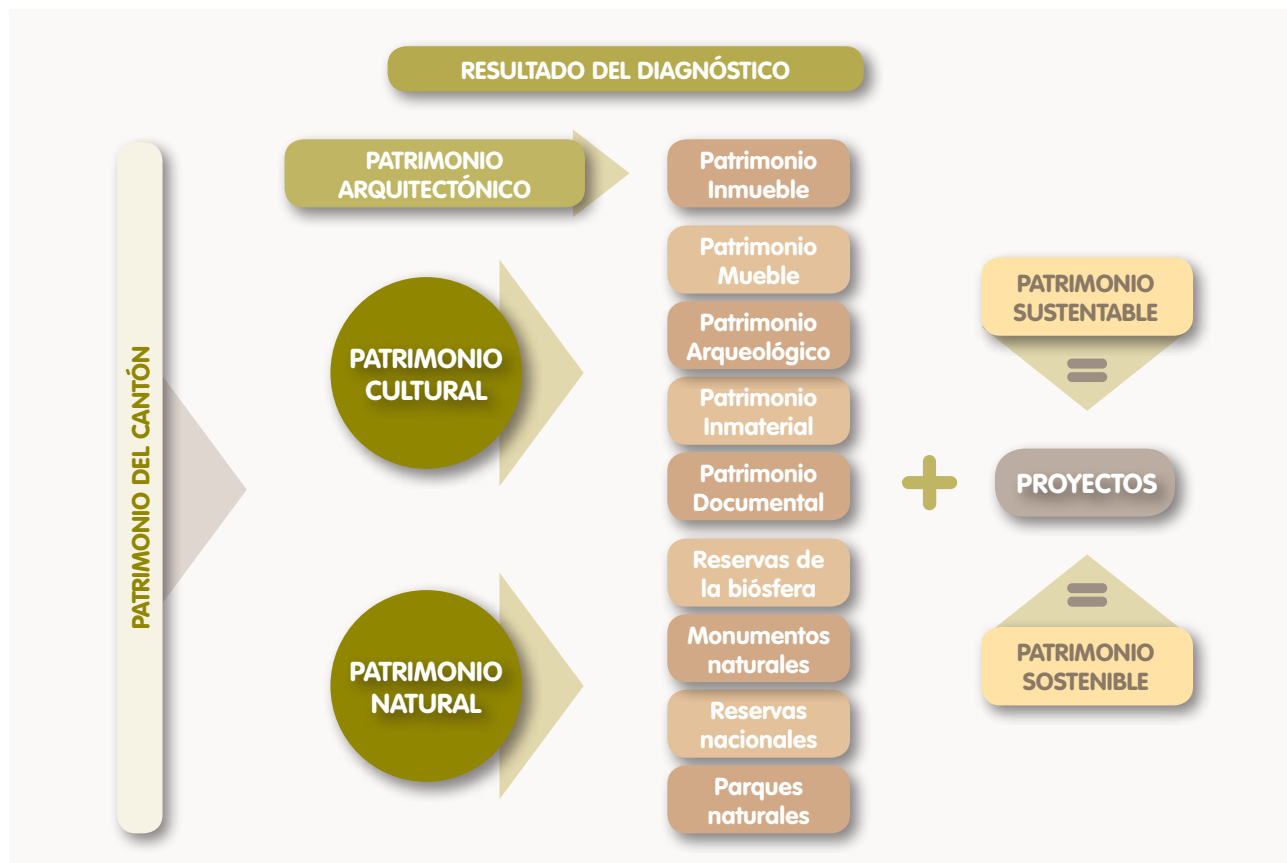 RESULTADO DEL DIAGNÓSTICO
PATRIMONIO DEL CANTÓN
PATRIMONIO
ARQUITECTÓNICO
PATRIMONIO
CULTURAL
PATRIMONIO
NATURAL
Patrimonio
Inmueble
Patrimonio
Mueble
Patrimonio
Arqueológico
Patrimonio
Inmaterial
Patrimonio
Documental
Reservas de
la biósfera
Monumentos
naturales
Reservas
nacionales
Parques
naturales
+
PATRIMONIO
SUSTENTABLE
=
PROYECTOS
=
PATRIMONIO
SOSTENIBLE